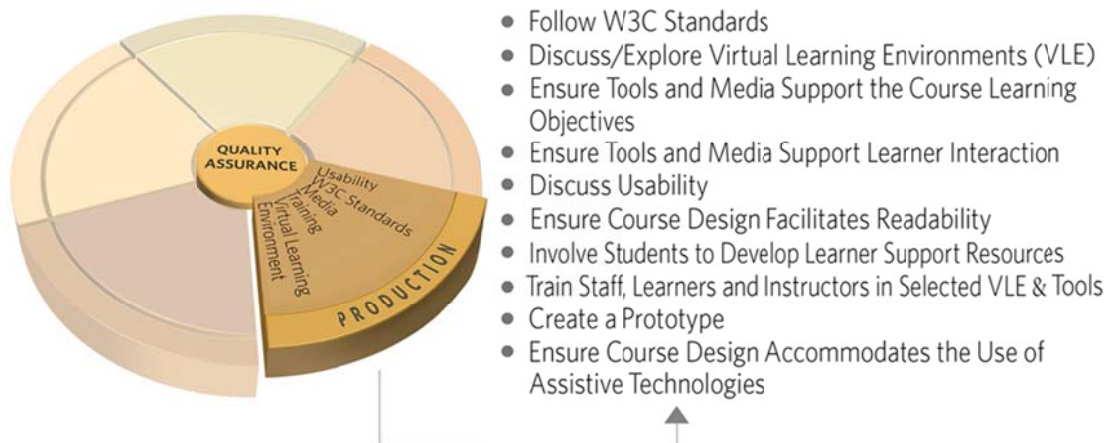 QUALITY
ASSURANCE
Usability
W3C Standards
Media
Training
Virtual Learning
Environment
PRODUCTION
• Follow W3C Standards
• Discuss/Explore Virtual Learning Environments (VLE)
• Ensure Tools and Media Support the Course Learning
Objectives
• Ensure Tools and Media Support Learner Interaction
• Discuss Usability
• Ensure Course Design Facilitates Readability
• Involve Students to Develop Learner Support Resources
• Train Staff, Learners and Instructors in Selected VLE & Tools
• Create a Prototype
• Ensure Course Design Accommodates the Use of
Assistive Technologies